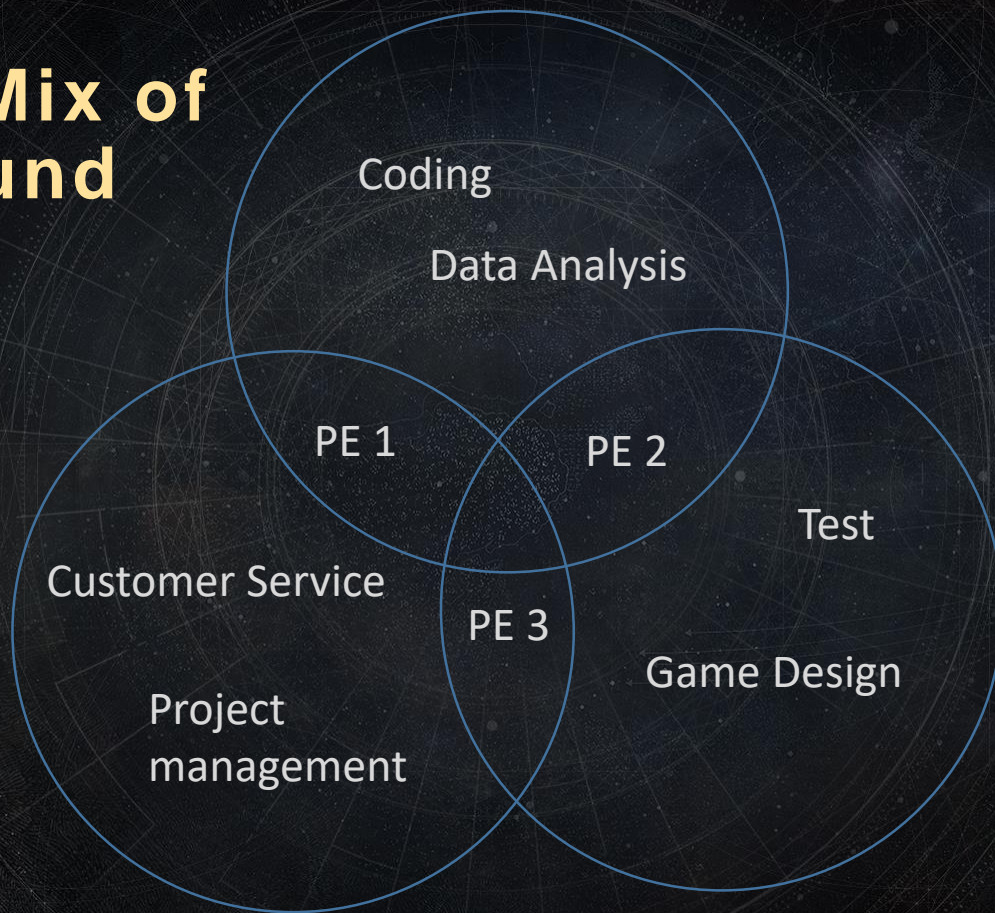 Mix of
und
Coding
Data Analysis
PE 1
PE 2
Test
Customer Service
PE 3
Game Design
Project
management